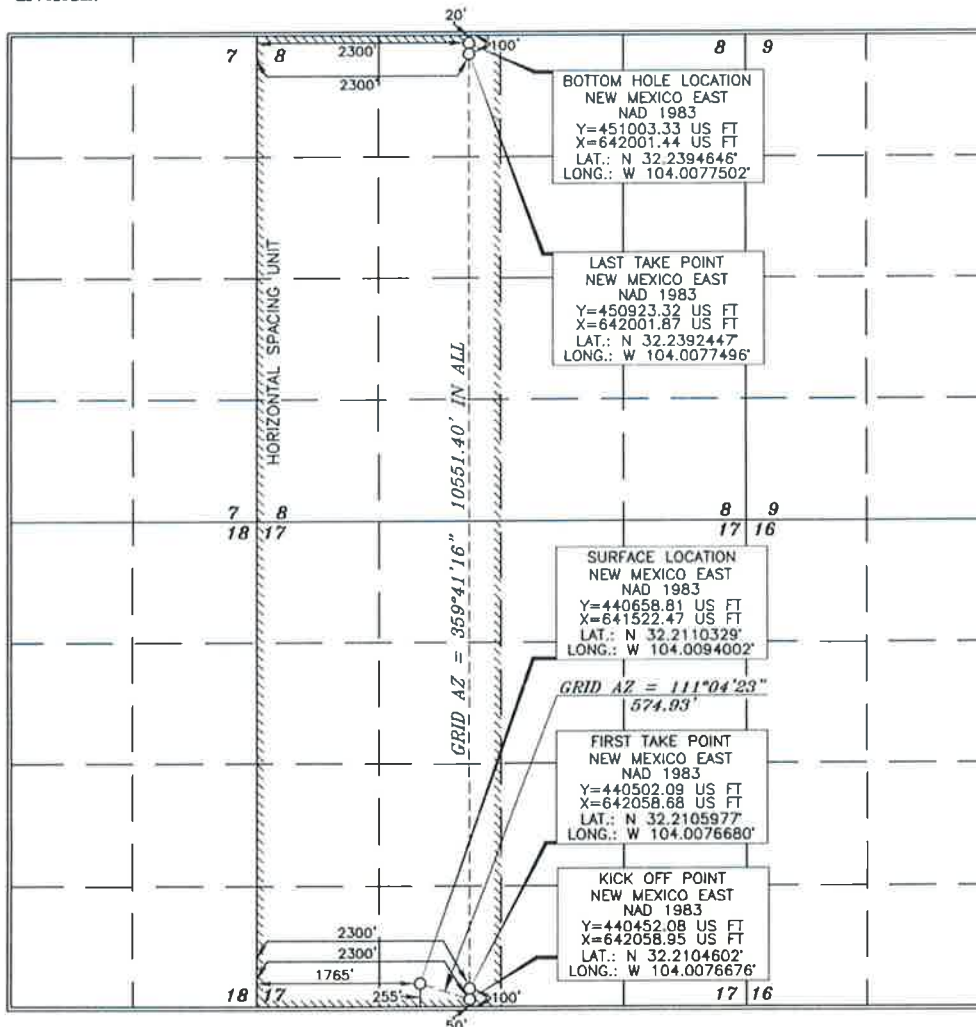 20'
7 8
2300'
100'
8 9
2300'
BOTTOM HOLE LOCATION
NEW MEXICO EAST
NAD 1983
Y=451003.33 US FT
X=642001.44 US FT
LAT.: N 32.2394646°
LONG.: W 104.0077502°
LAST TAKE POINT
NEW MEXICO EAST
NAD 1983
Y=450923.32 US FT
X=642001.87 US FT
LAT.: N 32.2392447°
LONG.: W 104.0077496°
HORIZONTAL SPACING UNIT
GRID AZ = 359°41'16" 10551.40' IN ALL
7 8
8 9
18 17
17 16
SURFACE LOCATION
NEW MEXICO EAST
NAD 1983
Y=440658.81 US FT
X=641522.47 US FT
LAT.: N 32.2110329°
LONG.: W 104.0094002°
GRID AZ = 111°04'23"
574.93'
FIRST TAKE POINT
NEW MEXICO EAST
NAD 1983
Y=440502.09 US FT
X=642058.68 US FT
LAT.: N 32.2105977°
LONG.: W 104.0076680°
KICK OFF POINT
NEW MEXICO EAST
NAD 1983
Y=440452.08 US FT
X=642058.95 US FT
LAT.: N 32.2104602°
LONG.: W 104.0076676°
2300'
2300'
1765'
18 17
255'
100'
17 16
50'